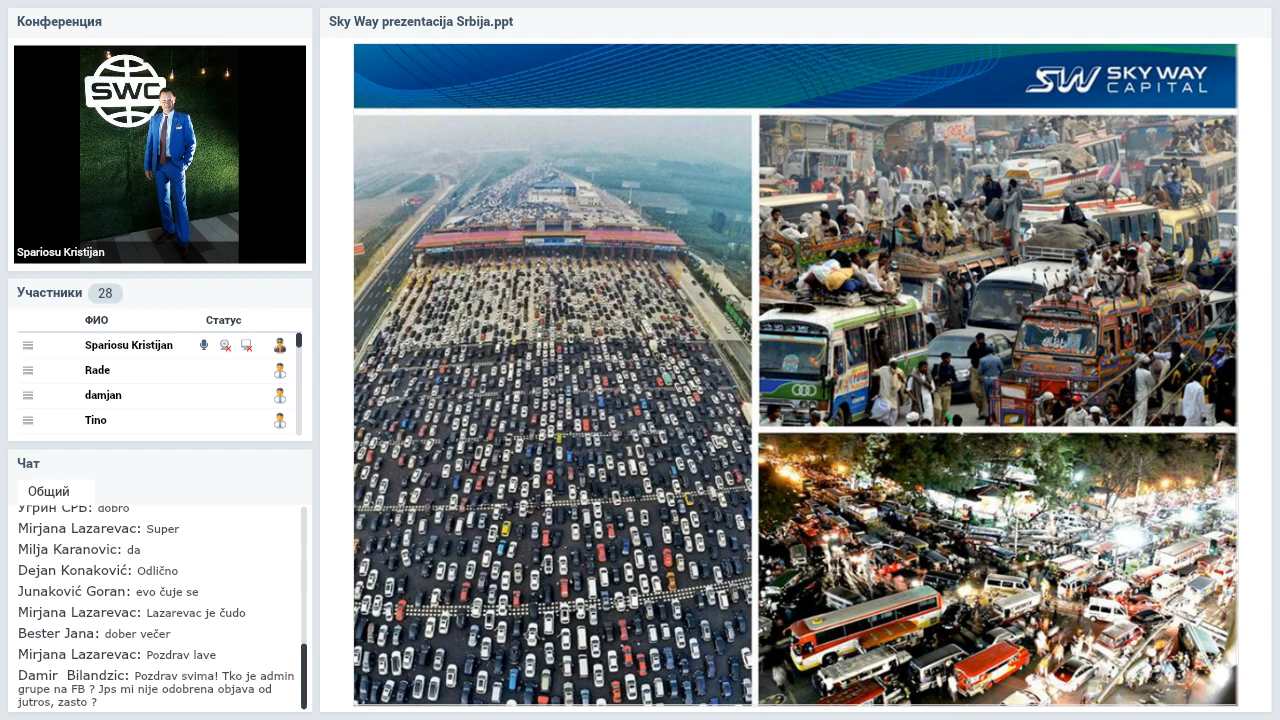 Конференция
SWC
Spariosu Kristijan
Участники 28
ФИО Статус
Spariosu Kristijan
Rade
damjan
Tino
Чат
Общий
Угрин СРБ: dobro
Mirjana Lazarevac: Super
Milja Karanovic: da
Dejan Konaković: Odlično
Junaković Goran: evo čuje se
Mirjana Lazarevac: Lazarevac je čudo
Bester Jana: dober večer
Mirjana Lazarevac: Pozdrav lave
Damir Bilandzic: Pozdrav svima! Tko je admin
grupe na FB ? Jps mi nije odobrena objava od
jutros, zasto ?
Sky Way prezentacija Srbija.ppt
SW SKY WAY
CAPITAL